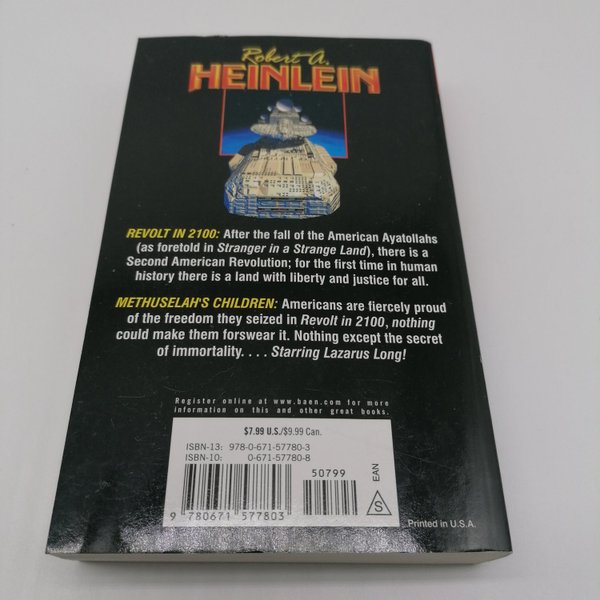 Robert A.
HEINLEIN
REVOLT IN 2100: After the fall of the American Ayatollahs
(as foretold in Stranger in a Strange Land), there is a
Second American Revolution; for the first time in human
history there is a land with liberty and justice for all.
METHUSELAH'S CHILDREN: Americans are fiercely proud
of the freedom they seized in Revolt in 2100, nothing
could make them forswear it. Nothing except the secret
of immortality. . . . Starring Lazarus Long!
Register online at www.baen.com for more
information on this and other great books.
$7.99 U.S./$9.99 Can.
ISBN-13: 978-0-671-57780-3
ISBN-10: 0-671-57780-8
50799
EAN
S
9 780671 577803
Printed in U.S.A.